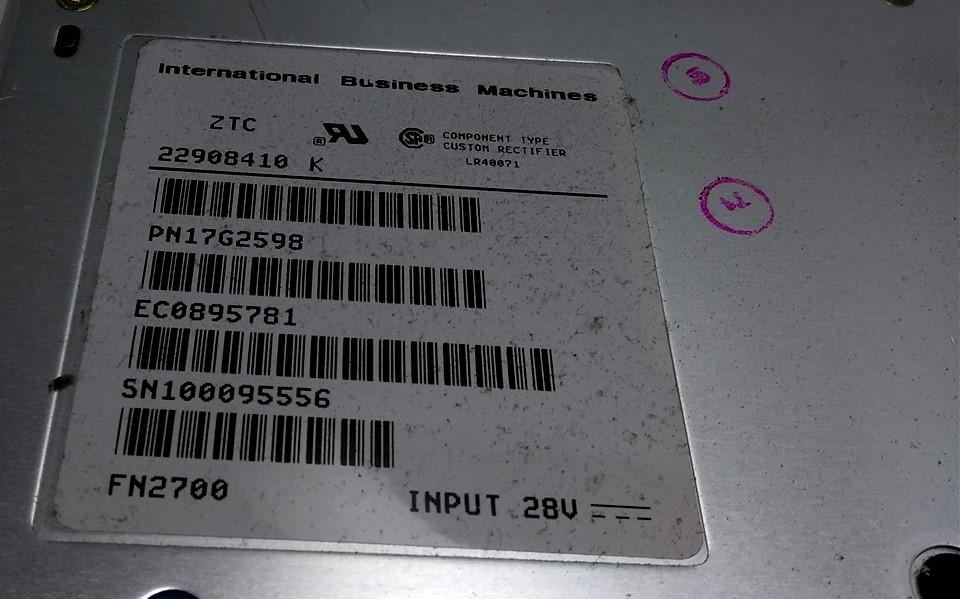 International Business Machines
ZTC
22908410 K
COMPONENT TYPE
CUSTOM RECTIFIER
LR40071
PN17G2598
EC0895781
SN100095556
FN2700
INPUT 28V